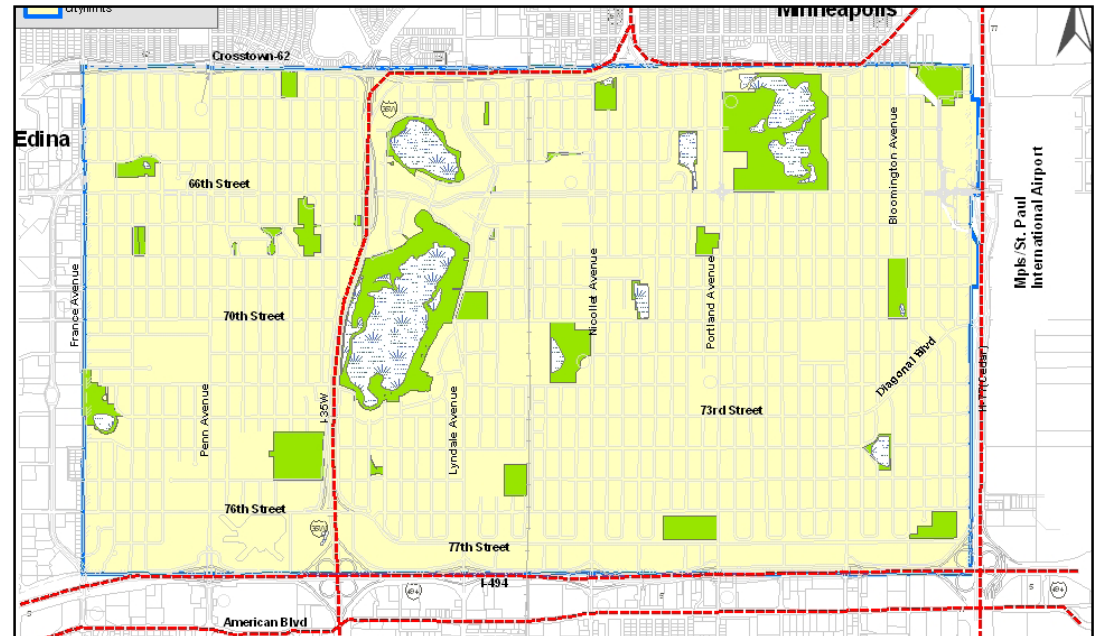 Minneapolis
Crosstown-62
Edina
66th Street
Bloomington Avenue
Mpls/St. Paul
International Airport
France Avenue
Nicollet Avenue
Portland Avenue
70th Street
Diagonal Blvd
Penn Avenue
I-35W
Lyndale Avenue
73rd Street
76th Street
77th Street
I-494
American Blvd